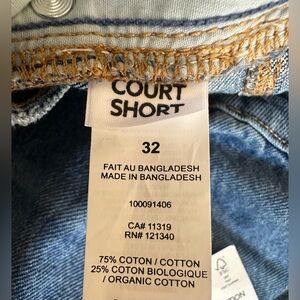 COURT
SHORT
32
FAIT AU BANGLADESH
MADE IN BANGLADESH
100091406
CA# 11319
RN# 121340
75% COTON / COTTON
25% COTON BIOLOGIQUE
/ ORGANIC COTTON